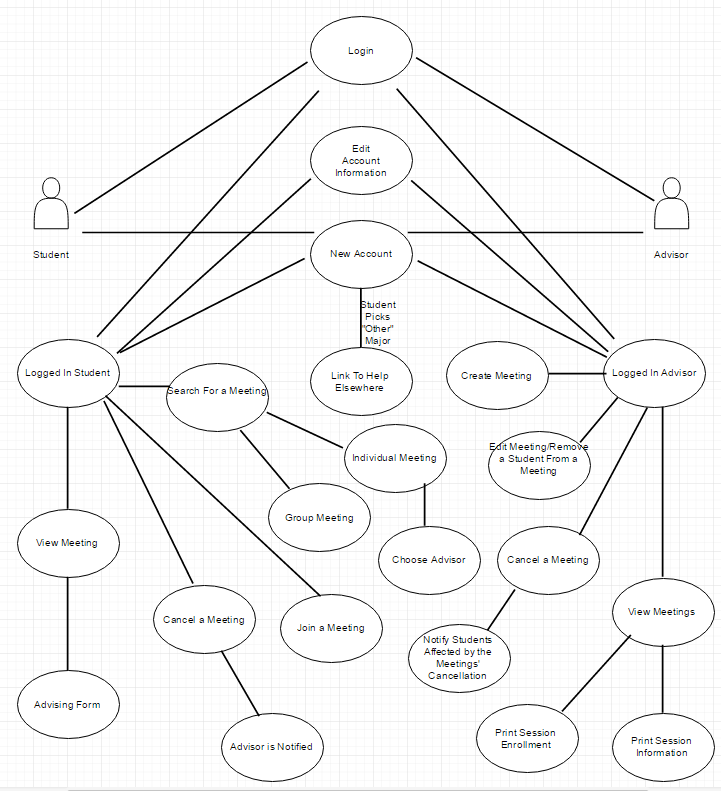 Login
Edit
Account
Information
Student
Advisor
New Account
Student
Picks
"Other"
Major
Logged In Student
Search For a Meeting
Link To Help
Elsewhere
Create Meeting
Logged In Advisor
Individual Meeting
Edit Meeting/Remove
a Student From a
Meeting
Group Meeting
View Meeting
Choose Advisor
Cancel a Meeting
Cancel a Meeting
Join a Meeting
View Meetings
Notify Students
Affected by the
Meetings'
Cancellation
Advising Form
Advisor is Notified
Print Session
Enrollment
Print Session
Information